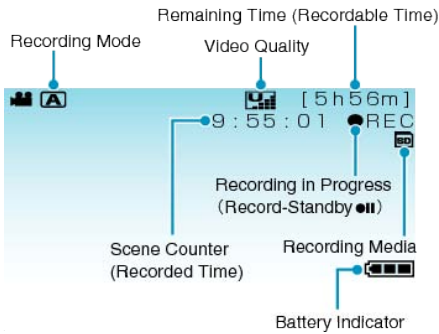 Remaining Time (Recordable Time)
Recording Mode
Video Quality
A
U
[5h56m]
9:55:01 ●REC
SD
Recording in Progress
(Record-Standby ●II)
Scene Counter
(Recorded Time)
Recording Media
Battery Indicator